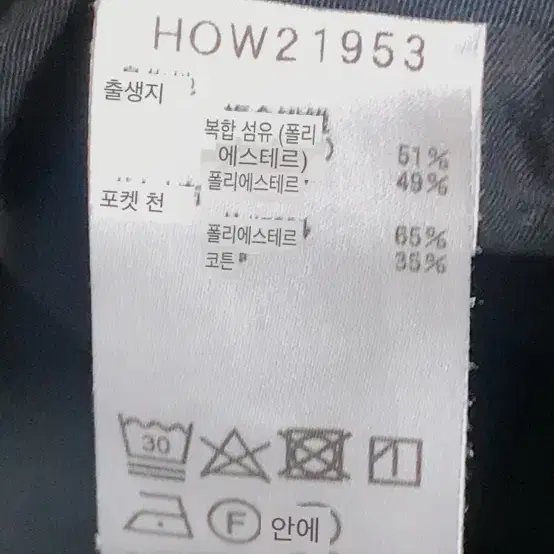 HOW21953
출생지
복합 섬유 (폴리
에스테르) 51%
폴리에스테르 49%
포켓 천
폴리에스테르 65%
코튼 35%
30
F 안에